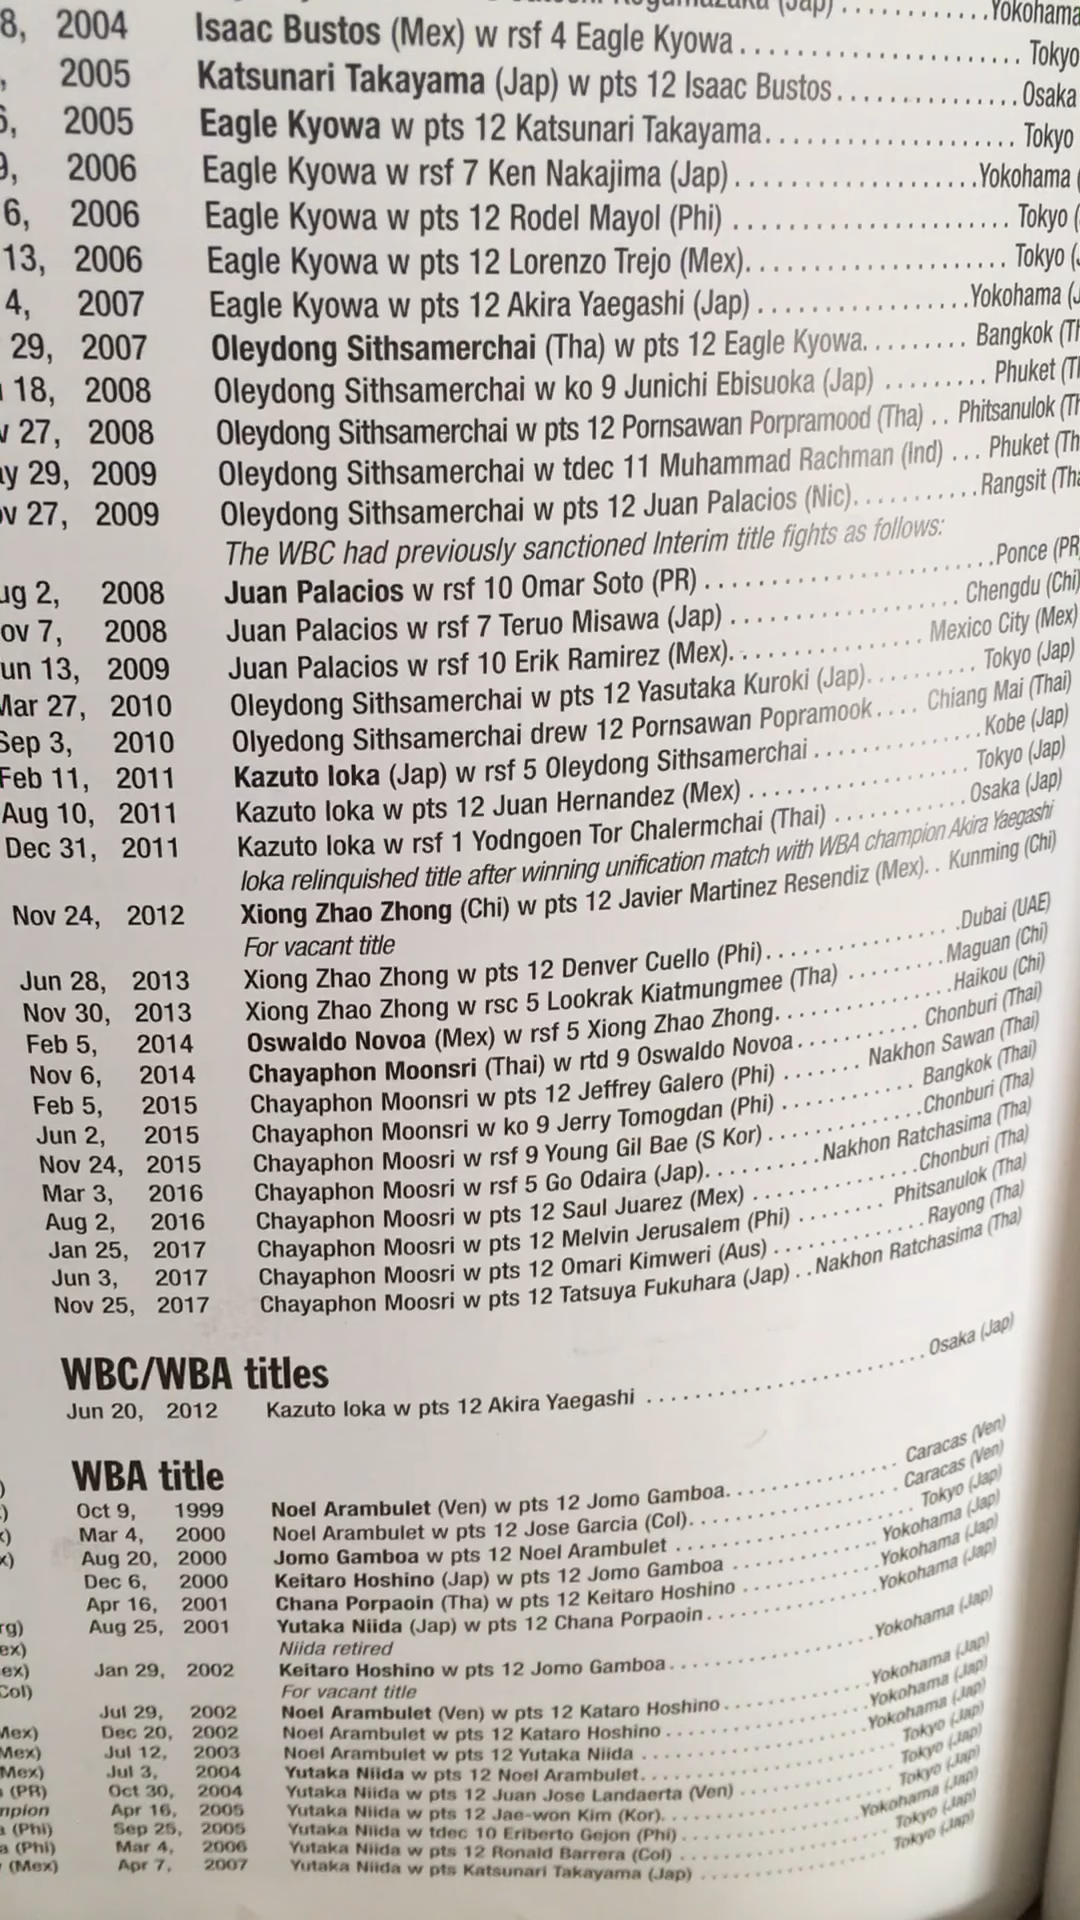 Yokohama
8, 2004 Isaac Bustos (Mex) w rsf 4 Eagle Kyowa.......................... Tokyo
, 2005 Katsunari Takayama (Jap) w pts 12 Isaac Bustos................Osaka
2005 Eagle Kyowa w pts 12 Katsunari Takayama...................... Tokyo
9, 2006 Eagle Kyowa w rsf 7 Ken Nakajima (Jap).....................Yokohama (
6, 2006 Eagle Kyowa w pts 12 Rodel Mayol (Phi) ........................ Tokyo (
13, 2006 Eagle Kyowa w pts 12 Lorenzo Trejo (Mex)........................ Tokyo (
4, 2007 Eagle Kyowa w pts 12 Akira Yaegashi (Jap) ..................Yokohama (J
29, 2007 Oleydong Sithsamerchai (Tha) w pts 12 Eagle Kyowa......... Bangkok (Th
18, 2008 Oleydong Sithsamerchai w ko 9 Junichi Ebisuoka (Jap) ......... Phuket (T
v 27, 2008 Oleydong Sithsamerchai w pts 12 Pornsawan Porpramood (Tha) .. Phitsanulok (Th
ay 29, 2009 Oleydong Sithsamerchai w tdec 11 Muhammad Rachman (Ind) ... Phuket (Th
ov 27, 2009 Oleydong Sithsamerchai w pts 12 Juan Palacios (Nic)...........Rangsit (Tha
The WBC had previously sanctioned Interim title fights as follows:
ug 2, 2008 Juan Palacios w rsf 10 Omar Soto (PR) .........................Ponce (PR
ov 7, 2008 Juan Palacios w rsf 7 Teruo Misawa (Jap) .................... Chengdu (Chi)
un 13, 2009 Juan Palacios w rsf 10 Erik Ramirez (Mex)................. Mexico City (Mex)
Mar 27, 2010 Oleydong Sithsamerchai w pts 12 Yasutaka Kuroki (Jap).......... Tokyo (Jap)
Sep 3, 2010 Olyedong Sithsamerchai drew 12 Pornsawan Popramook.... Chiang Mai (Thai)
Feb 11, 2011 Kazuto Ioka (Jap) w rsf 5 Oleydong Sithsamerchai ...............Kobe (Jap)
Aug 10, 2011 Kazuto Ioka w pts 12 Juan Hernandez (Mex) ................... Tokyo (Jap)
Dec 31, 2011 Kazuto Ioka w rsf 1 Yodngoen Tor Chalermchai (Thai) ............ Osaka (Jap)
Ioka relinquished title after winning unification match with WBA champion Akira Yaegashi
Nov 24, 2012 Xiong Zhao Zhong (Chi) w pts 12 Javier Martinez Resendiz (Mex).. Kunming (Chi)
For vacant title
Jun 28, 2013 Xiong Zhao Zhong w pts 12 Denver Cuello (Phi)..................Dubai (UAE)
Nov 30, 2013 Xiong Zhao Zhong w rsc 5 Lookrak Kiatmungmee (Tha) .........Maguan (Chi)
Feb 5, 2014 Oswaldo Novoa (Mex) w rsf 5 Xiong Zhao Zhong.................Haikou (Chi)
Nov 6, 2014 Chayaphon Moonsri (Thai) w rtd 9 Oswaldo Novoa............ Chonburi (Thai)
Feb 5, 2015 Chayaphon Moonsri w pts 12 Jeffrey Galero (Phi) ....... Nakhon Sawan (Thai)
Jun 2, 2015 Chayaphon Moonsri w ko 9 Jerry Tomogdan (Phi) ............ Bangkok (Thai)
Nov 24, 2015 Chayaphon Moosri w rsf 9 Young Gil Bae (S Kor) .............Chonburi (Tha)
Mar 3, 2016 Chayaphon Moosri w rsf 5 Go Odaira (Jap)..........Nakhon Ratchasima (Tha)
Aug 2, 2016 Chayaphon Moosri w pts 12 Saul Juarez (Mex) ...............Chonburi (Tha)
Jan 25, 2017 Chayaphon Moosri w pts 12 Melvin Jerusalem (Phi) ........ Phitsanulok (Tha)
Jun 3, 2017 Chayaphon Moosri w pts 12 Omari Kimweri (Aus) .............. Rayong (Tha)
Nov 25, 2017 Chayaphon Moosri w pts 12 Tatsuya Fukuhara (Jap) ..Nakhon Ratchasima (Tha)
WBC/WBA titles
Jun 20, 2012 Kazuto Ioka w pts 12 Akira Yaegashi ............................ Osaka (Jap)
WBA title
Oct 9, 1999 Noel Arambulet (Ven) w pts 12 Jomo Gamboa.................. Caracas (Ven)
Mar 4, 2000 Noel Arambulet w pts 12 Jose Garcia (Col)..................... Caracas (Ven)
Aug 20, 2000 Jomo Gamboa w pts 12 Noel Arambulet ........................ Tokyo (Jap)
Dec 6, 2000 Keitaro Hoshino (Jap) w pts 12 Jomo Gamboa ................ Yokohama (Jap)
Apr 16, 2001 Chana Porpaoin (Tha) w pts 12 Keitaro Hoshino ...............Yokohama (Jap)
rg) Aug 25, 2001 Yutaka Niida (Jap) w pts 12 Chana Porpaoin..................Yokohama (Jap)
ex) Niida retired
ex) Jan 29, 2002 Keitaro Hoshino w pts 12 Jomo Gamboa......................Yokohama (Jap)
Col) For vacant title
Jul 29, 2002 Noel Arambulet (Ven) w pts 12 Kataro Hoshino ................Yokohama (Jap)
Mex) Dec 20, 2002 Noel Arambulet w pts 12 Kataro Hoshino ......................Yokohama (Jap)
Mex) Jul 12, 2003 Noel Arambulet w pts 12 Yutaka Niida ........................Yokohama (Jap)
Mex) Jul 3, 2004 Yutaka Niida w pts 12 Noel Arambulet............................ Tokyo (Jap)
(PR) Oct 30, 2004 Yutaka Niida w pts 12 Juan Jose Landaerta (Ven) ................. Tokyo (Jap)
mpion Apr 16, 2005 Yutaka Niida w pts 12 Jae-won Kim (Kor)......................... Tokyo (Jap)
a (Phi) Sep 25, 2005 Yutaka Niida w tdec 10 Eriberto Gejon (Phi) ..................Yokohama (Jap)
a (Phi) Mar 4, 2006 Yutaka Niida w pts 12 Ronald Barrera (Col) ....................... Tokyo (Jap)
(Mex) Apr 7, 2007 Yutaka Niida w pts Katsunari Takayama (Jap) ..................... Tokyo (Jap)